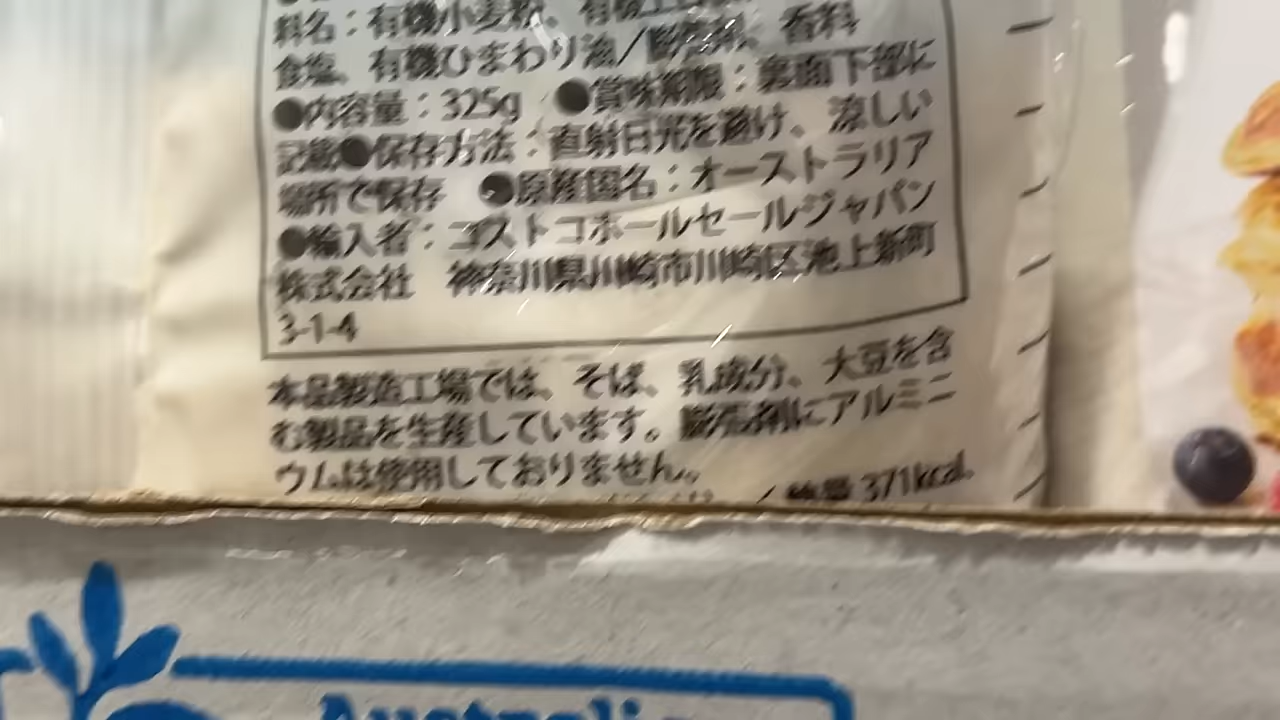 料名：有機小麦粉、有機
食塩、有機ひまわり油/膨張剤、香料
●内容量：325g ●賞味期限：裏面下部に
記載●保存方法：直射日光を避け、涼しい
場所で保存 ●原産国名：オーストラリア
●輸入者：コストコホールセールジャパン
株式会社 神奈川県川崎市川崎区池上新町
3-1-4
本品製造工場では、そば、乳成分、大豆を含
む製品を生産しています。膨張剤にアルミニ
ウムは使用しておりません。
熱量 371kcal、
Australia